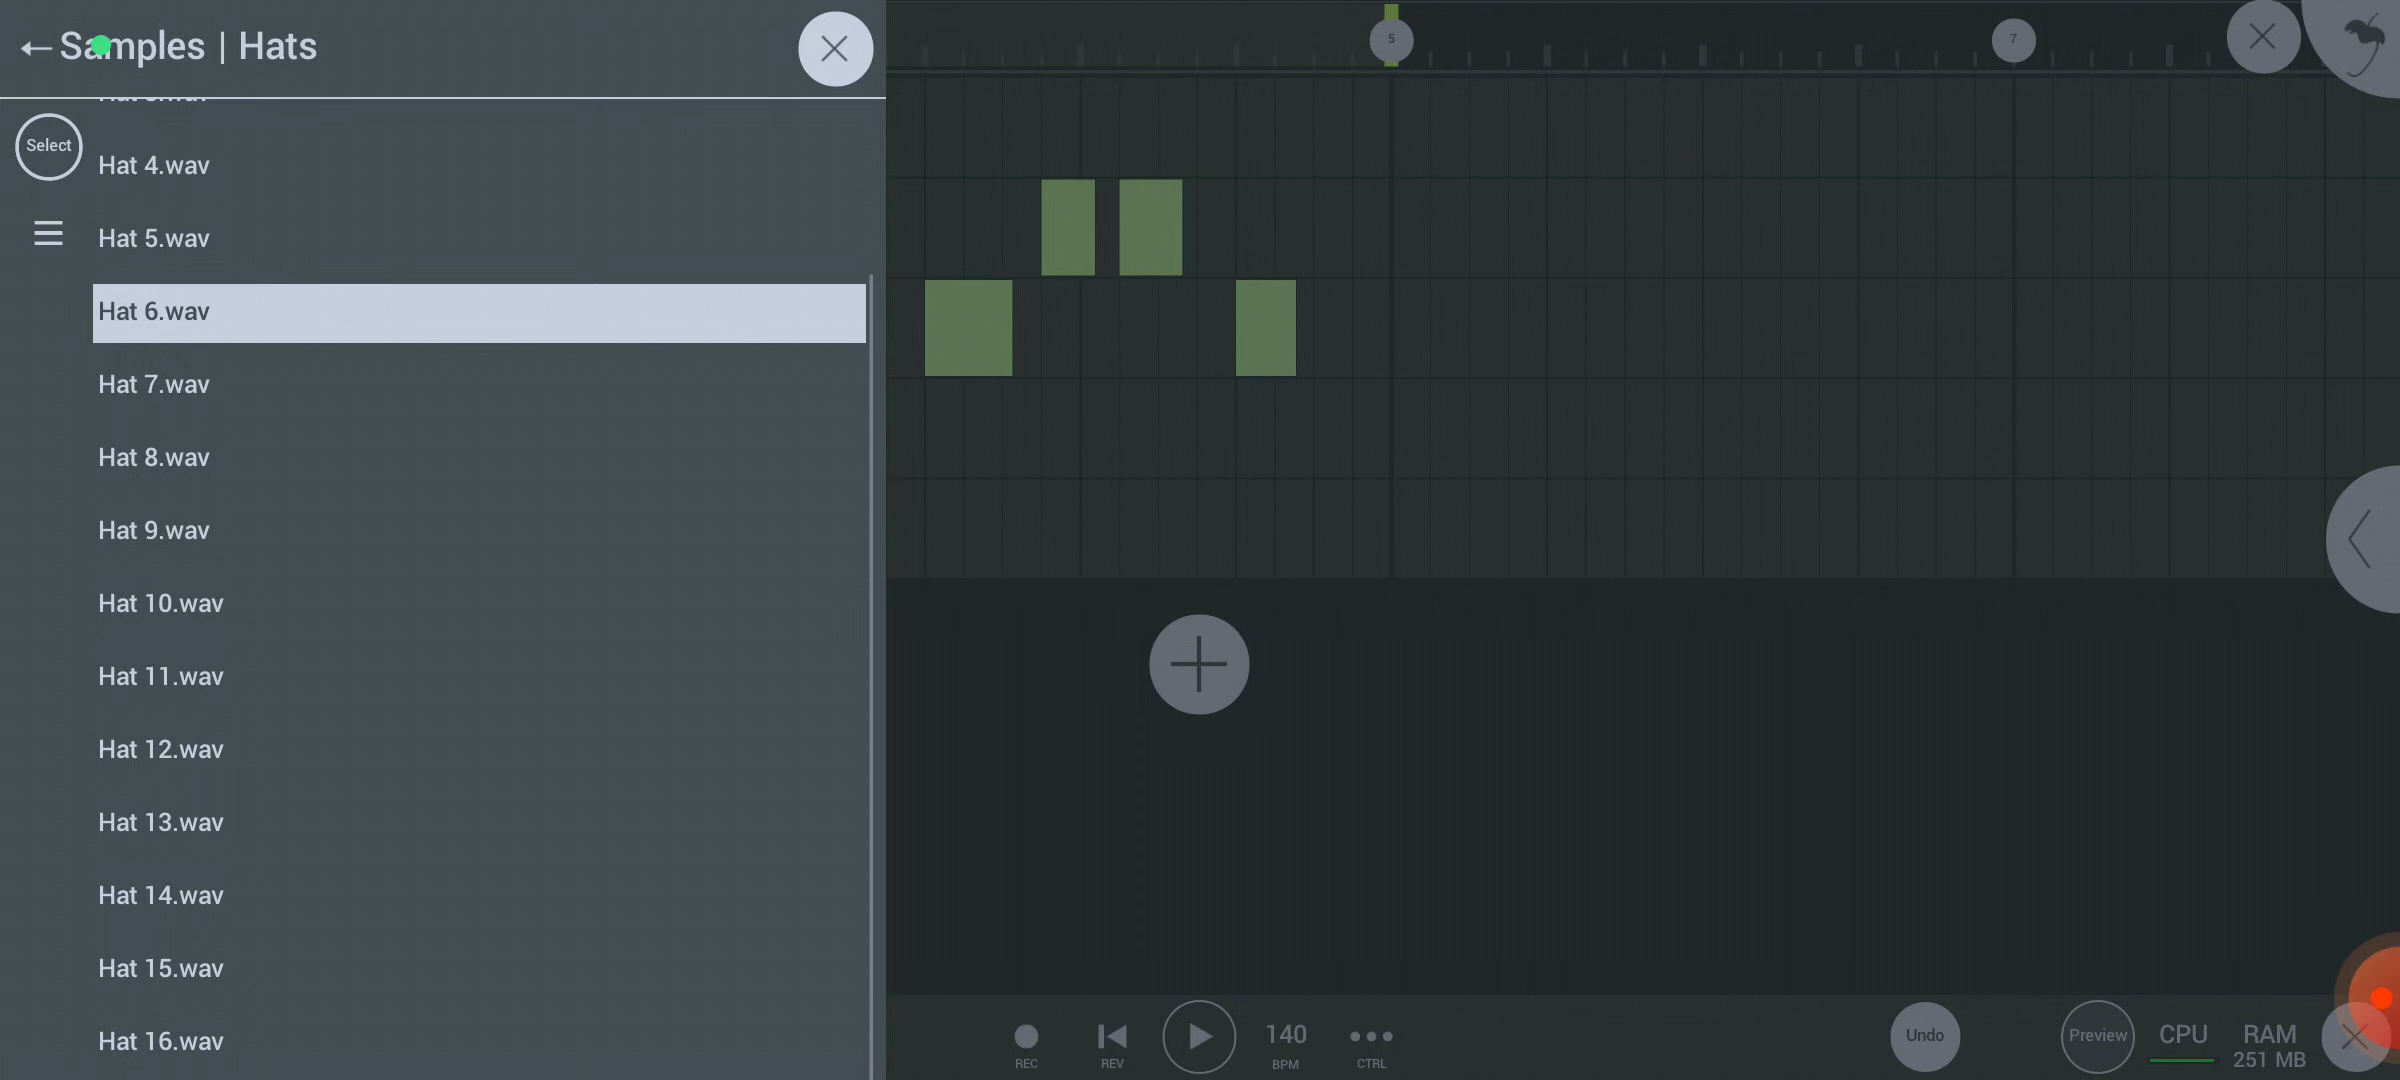 Samples | Hats
Select
Hat 4.wav
Hat 5.wav
Hat 6.wav
Hat 7.wav
Hat 8.wav
Hat 9.wav
Hat 10.wav
Hat 11.wav
Hat 12.wav
Hat 13.wav
Hat 14.wav
Hat 15.wav
Hat 16.wav
5
7
REC
REV
140
BPM
CTRL
Undo
Preview
CPU
RAM
251 MB